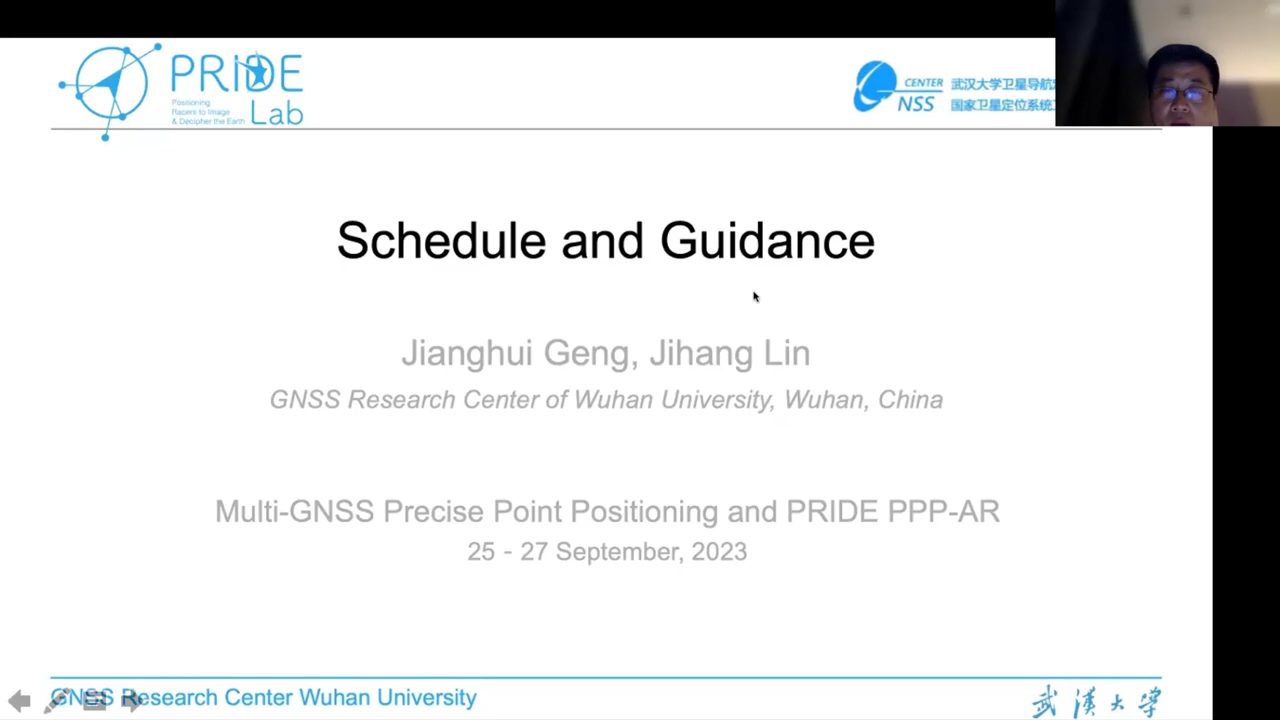 PRIDE
Lab
Positioning
Racent to Image
& Decipher the Earth
CENTER
NSS
武汉大学卫星导航
国家卫星定位系统
Schedule and Guidance
Jianghui Geng, Jihang Lin
GNSS Research Center of Wuhan University, Wuhan, China
Multi-GNSS Precise Point Positioning and PRIDE PPP-AR
25 - 27 September, 2023
GNSS Research Center Wuhan University
武漢大学